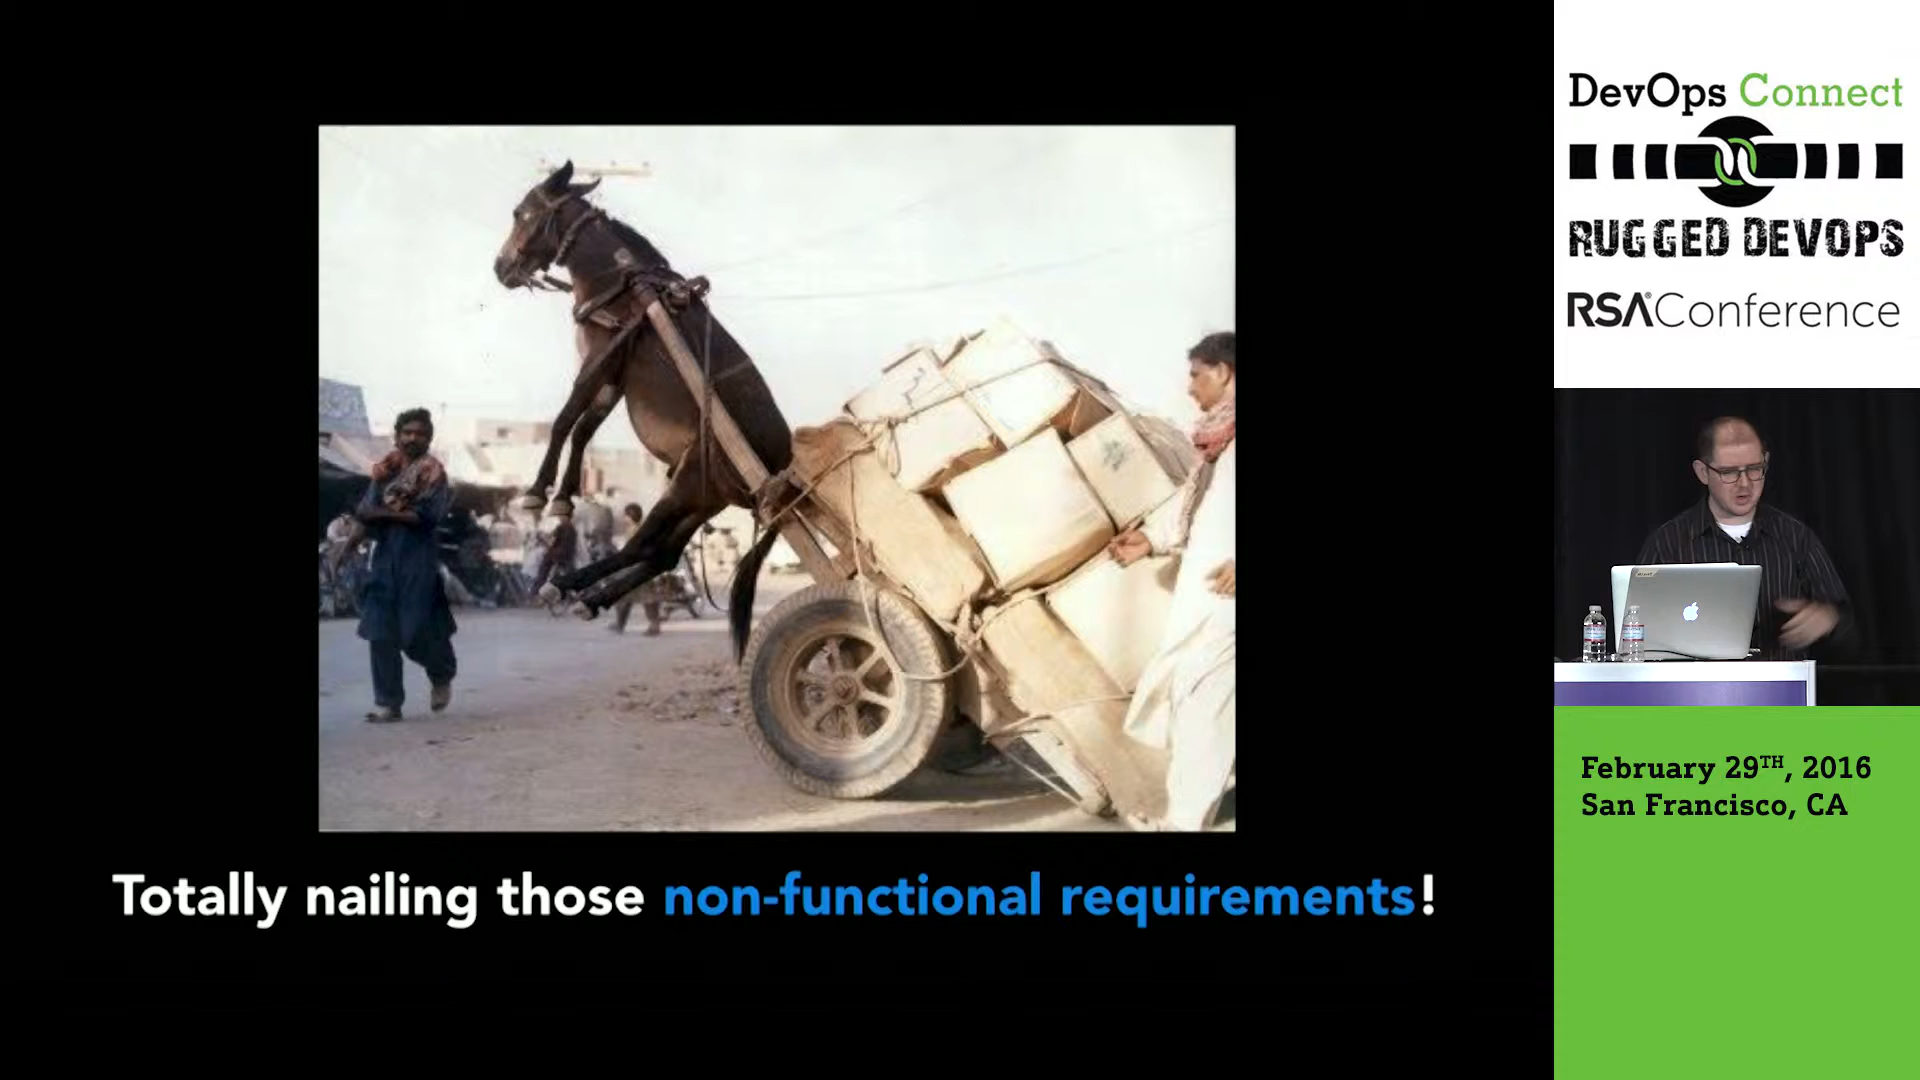 Totally nailing those non-functional requirements!
DevOps Connect
RUGGED DEVOPS
RSAConference
February 29TH, 2016
San Francisco, CA